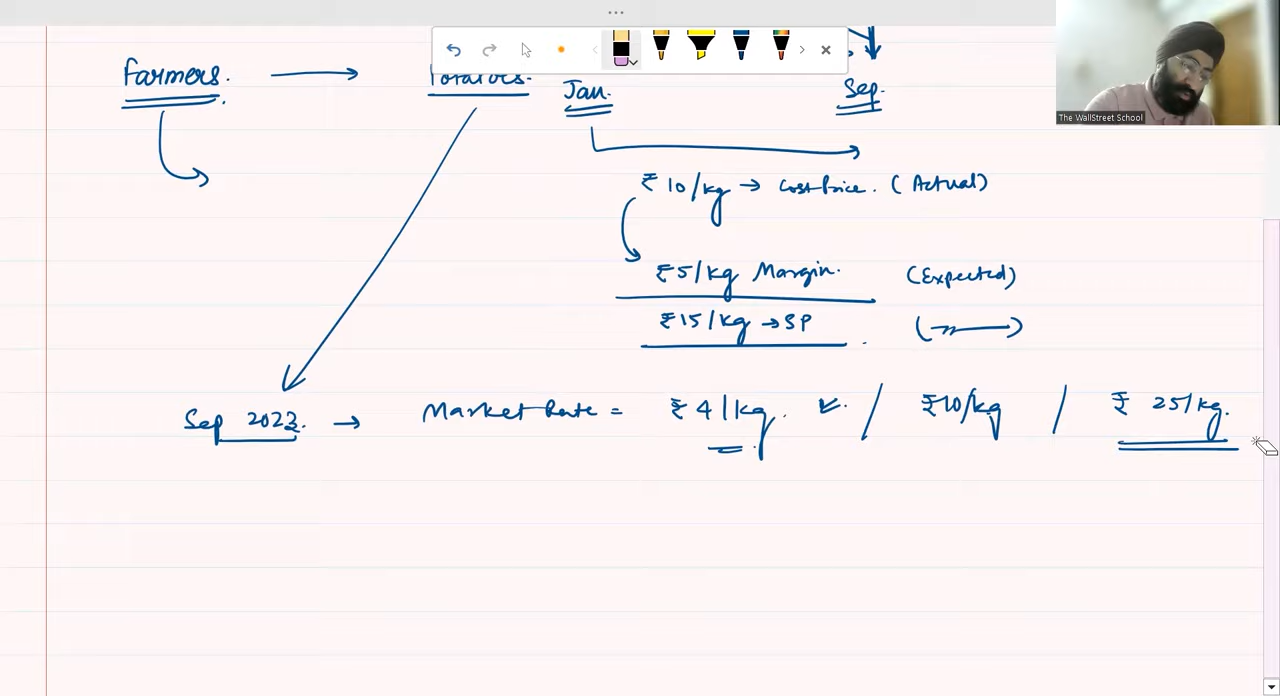 Farmers.
Potatoes.
Jan.
Sep.
The WallStreet School
₹10/kg → Cost Price. (Actual)
₹5/kg Margin. (Expected)
₹15/kg → SP
Sep 2023. → Market Rate = ₹4/kg. / ₹10/kg / ₹25/kg.